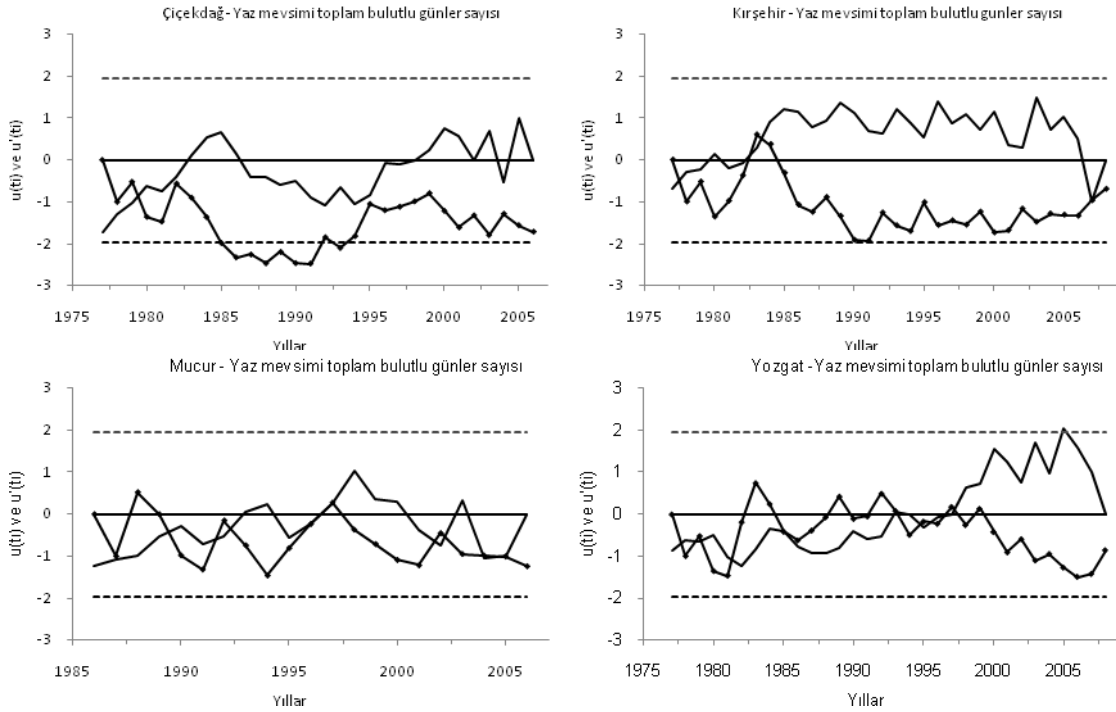 Çiçekdağ - Yaz mevsimi toplam bulutlu günler sayısı
3
2
1
0
-1
-2
-3
u(ti) ve u'(ti)
1975 1980 1985 1990 1995 2000 2005
Yıllar
Kırşehir - Yaz mevsimi toplam bulutlu gunler sayısı
3
2
1
0
-1
-2
-3
u(ti) ve u'(ti)
1975 1980 1985 1990 1995 2000 2005
Yıllar
Mucur - Yaz mevsimi toplam bulutlu günler sayısı
3
2
1
0
-1
-2
-3
u(ti) ve u'(ti)
1985 1990 1995 2000 2005
Yıllar
Yozgat - Yaz mevsimi toplam bulutlu günler sayısı
3
2
1
0
-1
-2
-3
u(ti) ve u'(ti)
1975 1980 1985 1990 1995 2000 2005
Yıllar